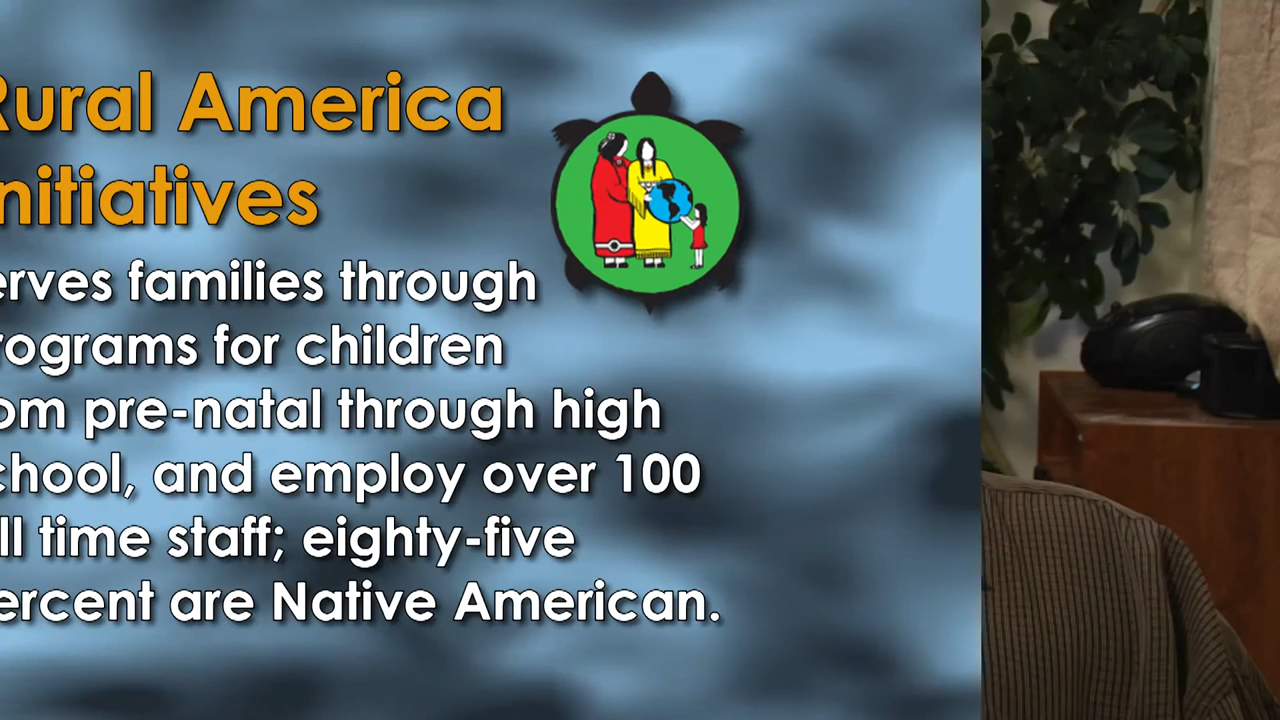 Rural America
nitiatives
erves families through
rograms for children
om pre-natal through high
chool, and employ over 100
ll time staff; eighty-five
ercent are Native American.